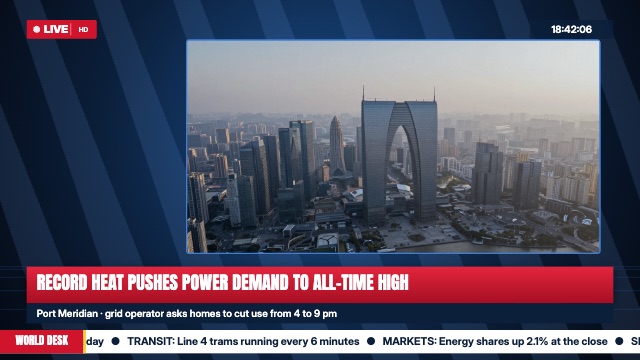 LIVE HD
18:42:06
RECORD HEAT PUSHES POWER DEMAND TO ALL-TIME HIGH
Port Meridian · grid operator asks homes to cut use from 4 to 9 pm
WORLD DESK
day ● TRANSIT: Line 4 trams running every 6 minutes ● MARKETS: Energy shares up 2.1% at the close ● S